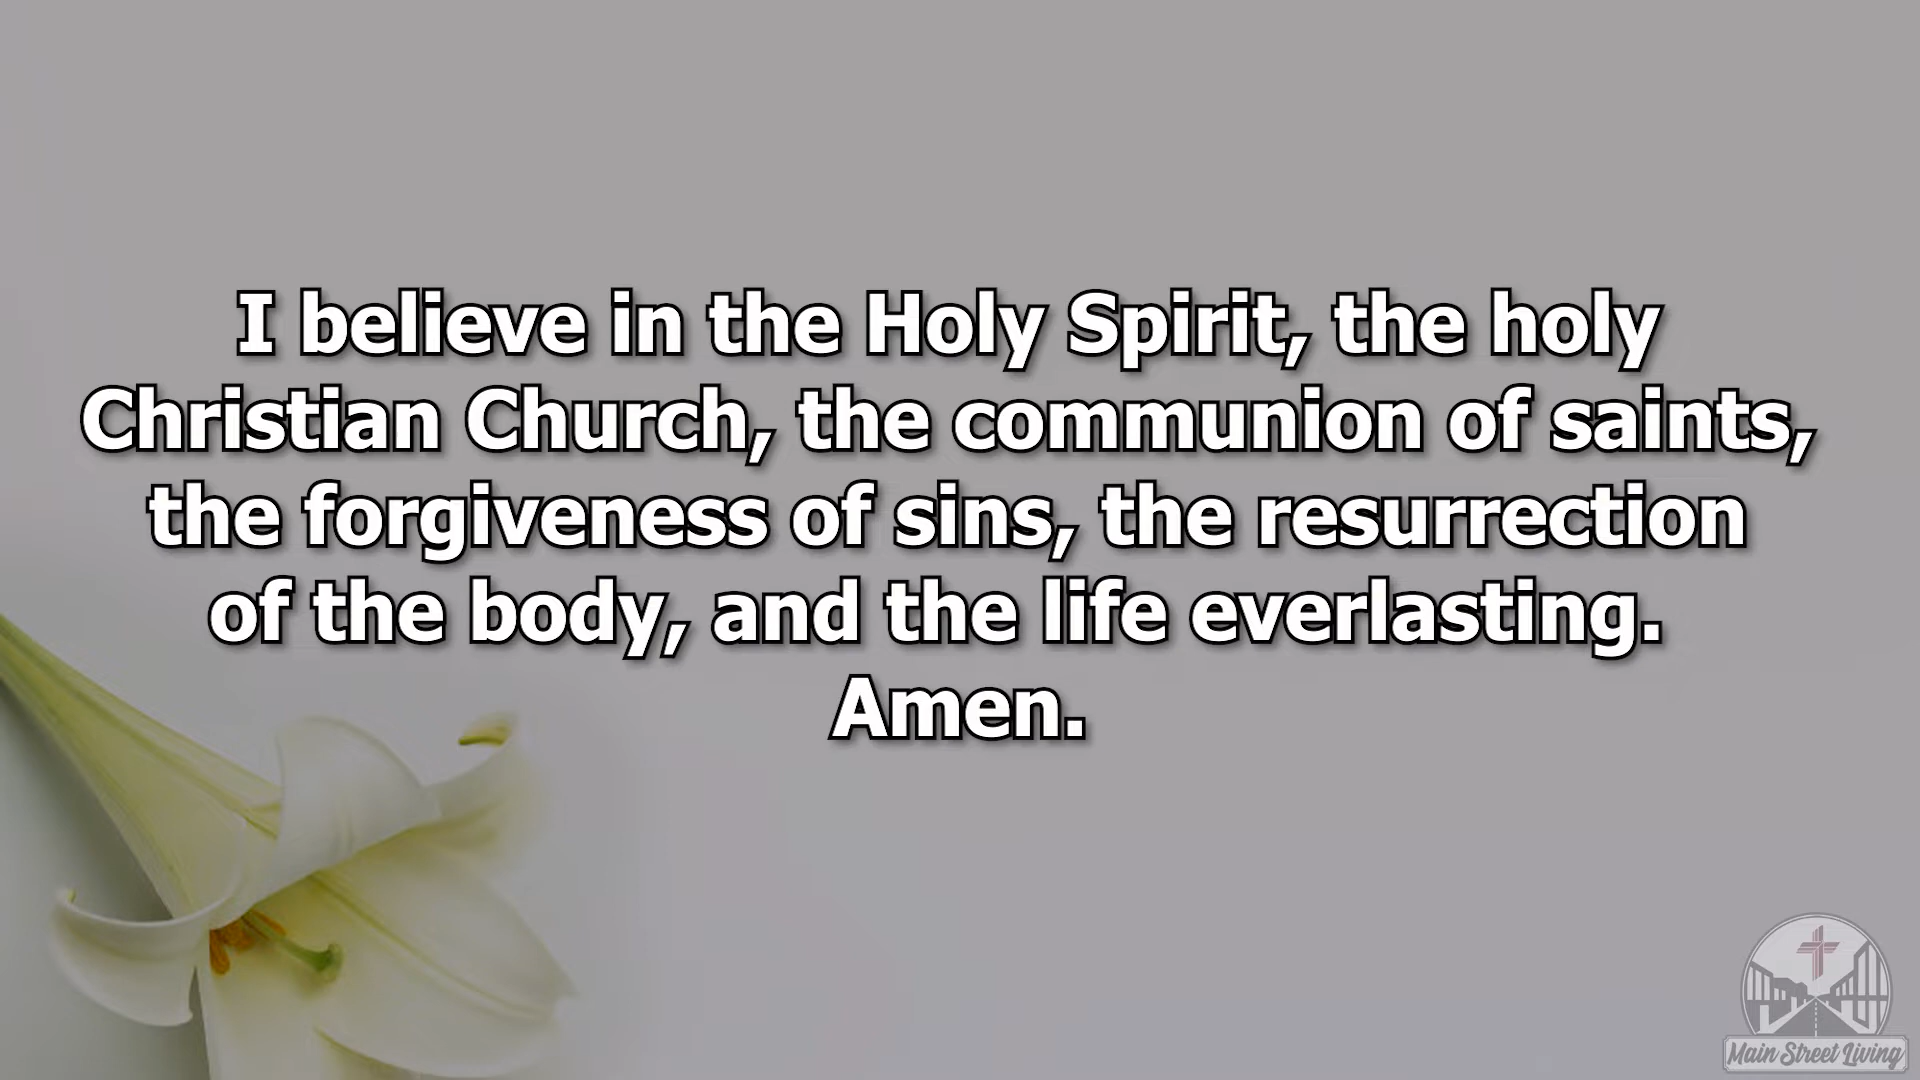 I believe in the Holy Spirit, the holy
Christian Church, the communion of saints,
the forgiveness of sins, the resurrection
of the body, and the life everlasting.
Amen.
Main Street Living